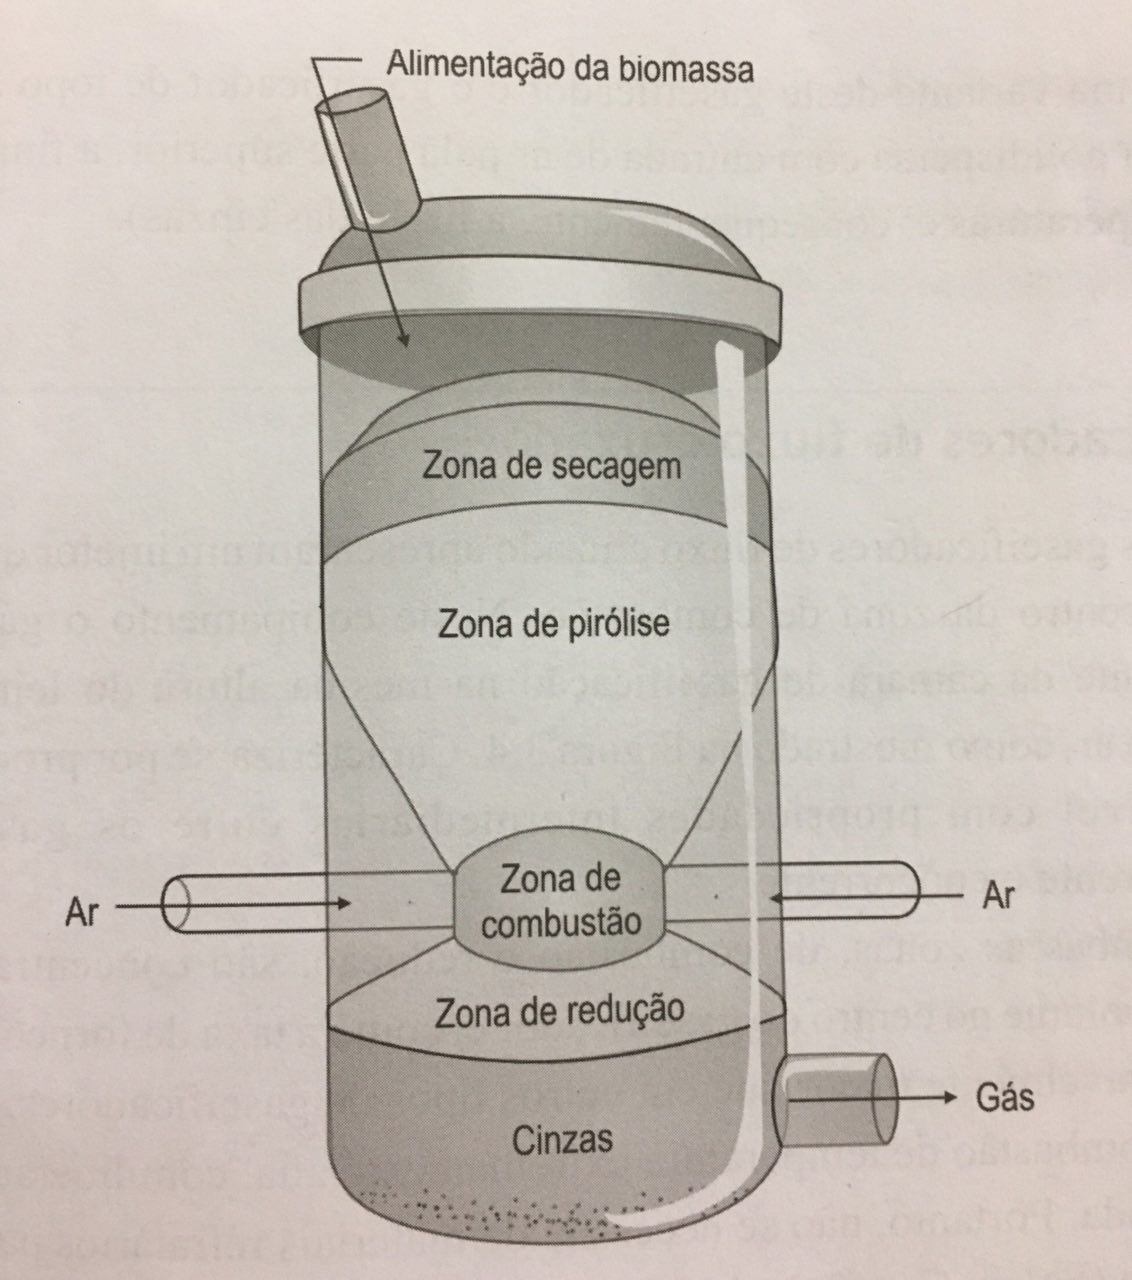 Alimentação da biomassa
Zona de secagem
Zona de pirólise
Zona de
combustão
Ar
Ar
Zona de redução
Gás
Cinzas